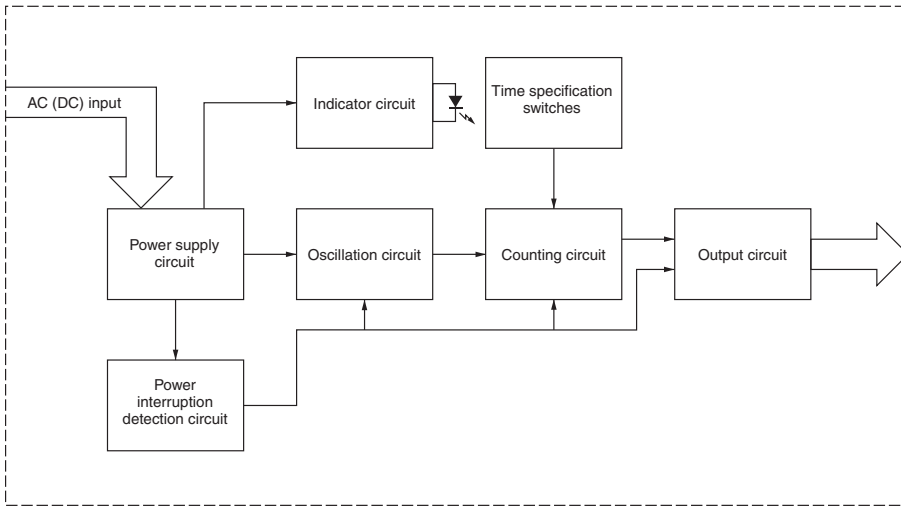 AC (DC) input
Indicator circuit
Time specification
switches
Power supply
circuit
Oscillation circuit
Counting circuit
Output circuit
Power
interruption
detection circuit